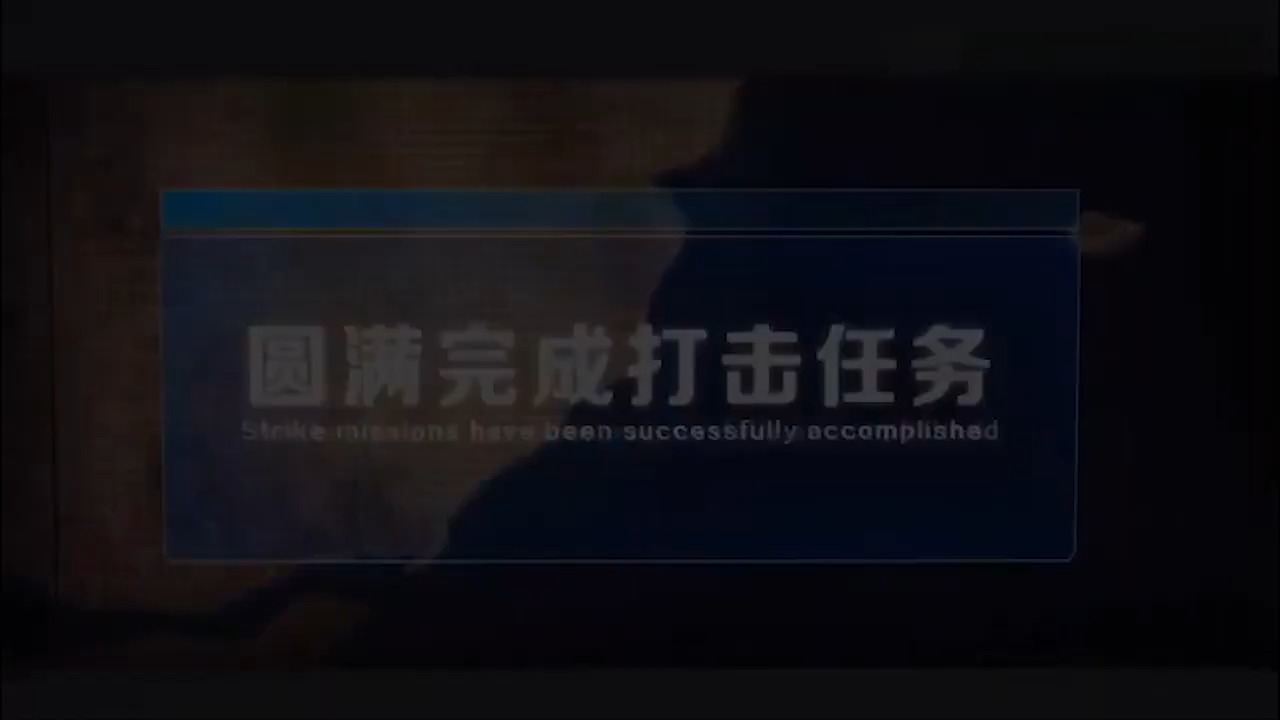 圆满完成打击任务
Strike missions have been successfully accomplished